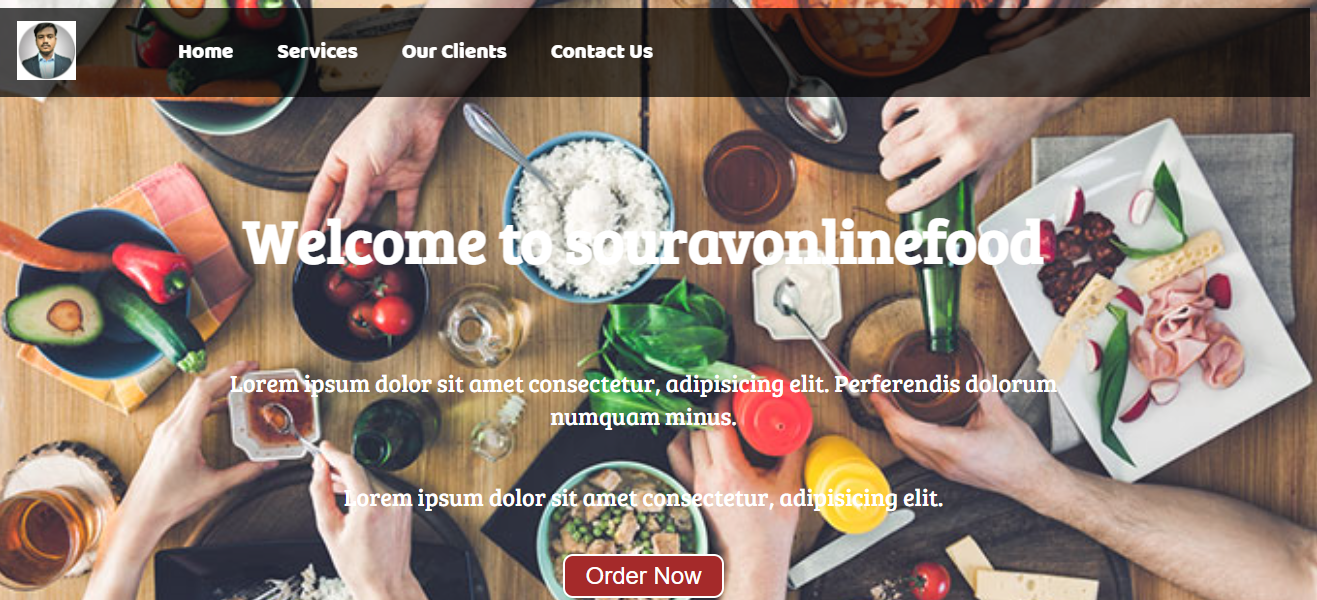 Home Services Our Clients Contact Us
Welcome to souravonlinefood
Lorem ipsum dolor sit amet consectetur, adipisicing elit. Perferendis dolorum
numquam minus.
Lorem ipsum dolor sit amet consectetur, adipisicing elit.
Order Now